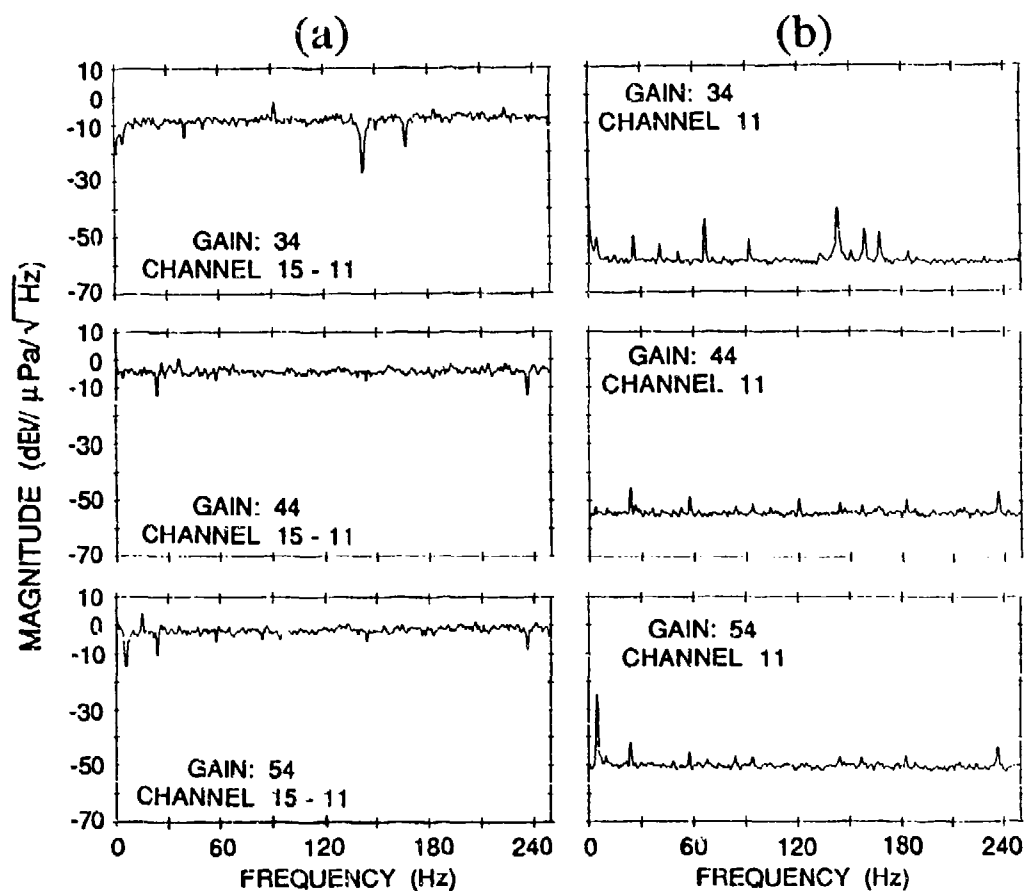 (a) (b)
MAGNITUDE (dEV/ μPa/√Hz)
10
0
-10
-30
-50
-70
GAIN: 34
CHANNEL 15 - 11
GAIN: 34
CHANNEL 11
10
0
-10
-30
-50
-70
GAIN: 44
CHANNEL 15 - 11
GAIN: 44
CHANNEL 11
10
0
-10
-30
-50
-70
GAIN: 54
CHANNEL 15 - 11
GAIN: 54
CHANNEL 11
0 60 120 180 240
0 60 120 180 240
FREQUENCY (Hz)
FREQUENCY (Hz)